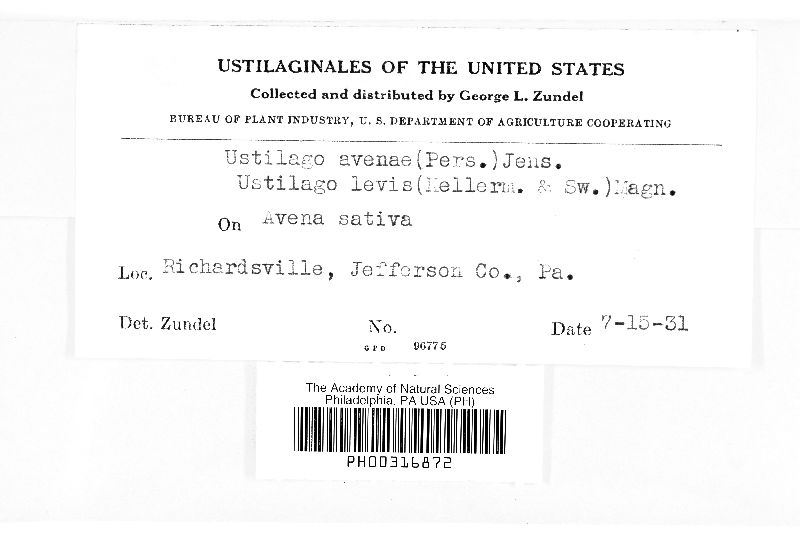 USTILAGINALES OF THE UNITED STATES
Collected and distributed by George L. Zundel
BUREAU OF PLANT INDUSTRY, U. S. DEPARTMENT OF AGRICULTURE COOPERATING
Ustilago avenae(Pers.)Jens.
Ustilago levis(Kellerm. & Sw.)Magn.
On Avena sativa
Loc. Richardsville, Jefferson Co., Pa.
Det. Zundel No. Date 7-15-31
GPO 96775
The Academy of Natural Sciences
Philadelphia, PA USA (PH)
PH00316872